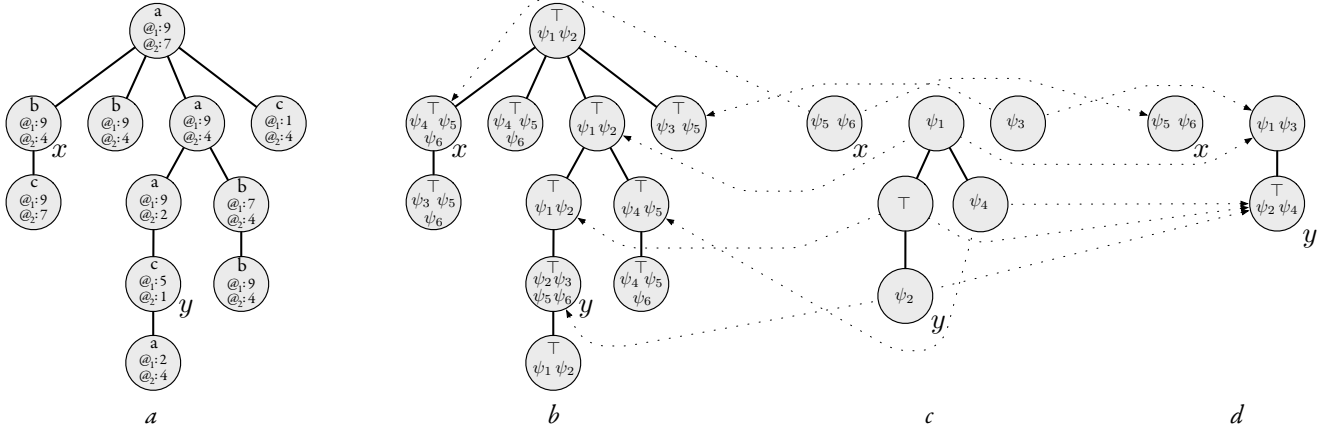 a
@₁:9
@₂:7
b
@₁:9
@₂:4
x
b
@₁:9
@₂:4
a
@₁:9
@₂:4
c
@₁:1
@₂:4
c
@₁:9
@₂:7
a
@₁:9
@₂:2
b
@₁:7
@₂:4
c
@₁:5
@₂:1
y
b
@₁:9
@₂:4
a
@₁:2
@₂:4
a
⊤
ψ₁ ψ₂
⊤
ψ₄ ψ₅
ψ₆
x
⊤
ψ₄ ψ₅
ψ₆
⊤
ψ₁ ψ₂
⊤
ψ₃ ψ₅
⊤
ψ₃ ψ₅
ψ₆
⊤
ψ₁ ψ₂
⊤
ψ₄ ψ₅
⊤
ψ₂ ψ₃
ψ₅ ψ₆
y
⊤
ψ₄ ψ₅
ψ₆
⊤
ψ₁ ψ₂
b
ψ₅ ψ₆
x
ψ₁
ψ₃
⊤
ψ₄
ψ₂
y
c
ψ₅ ψ₆
x
ψ₁ ψ₃
⊤
ψ₂ ψ₄
y
d